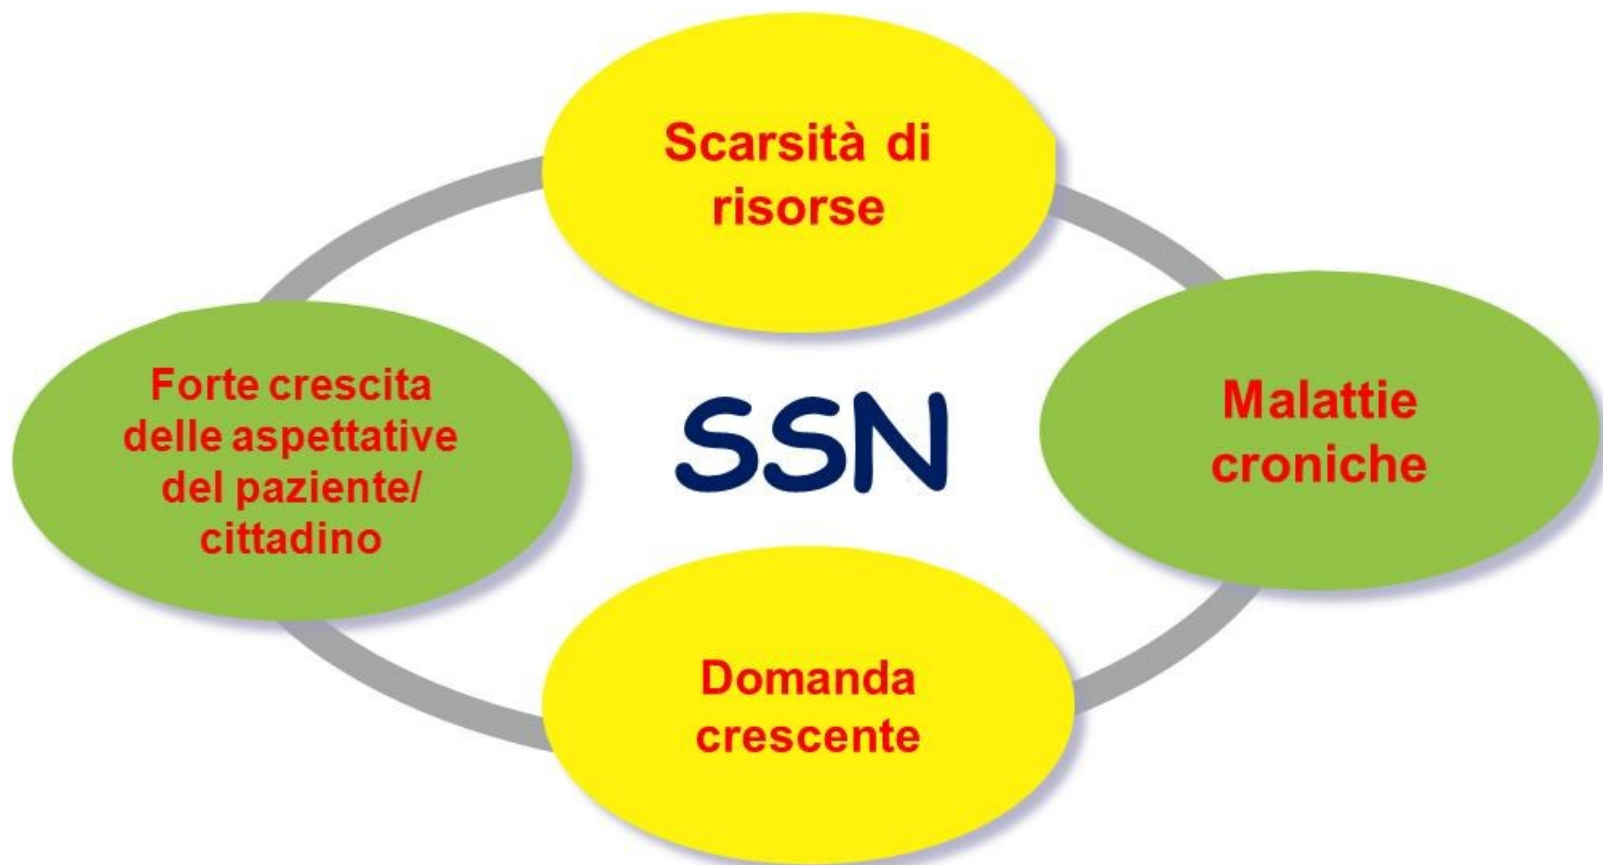 Scarsità di
risorse
Forte crescita
delle aspettative
del paziente/
cittadino
SSN
Malattie
croniche
Domanda
crescente